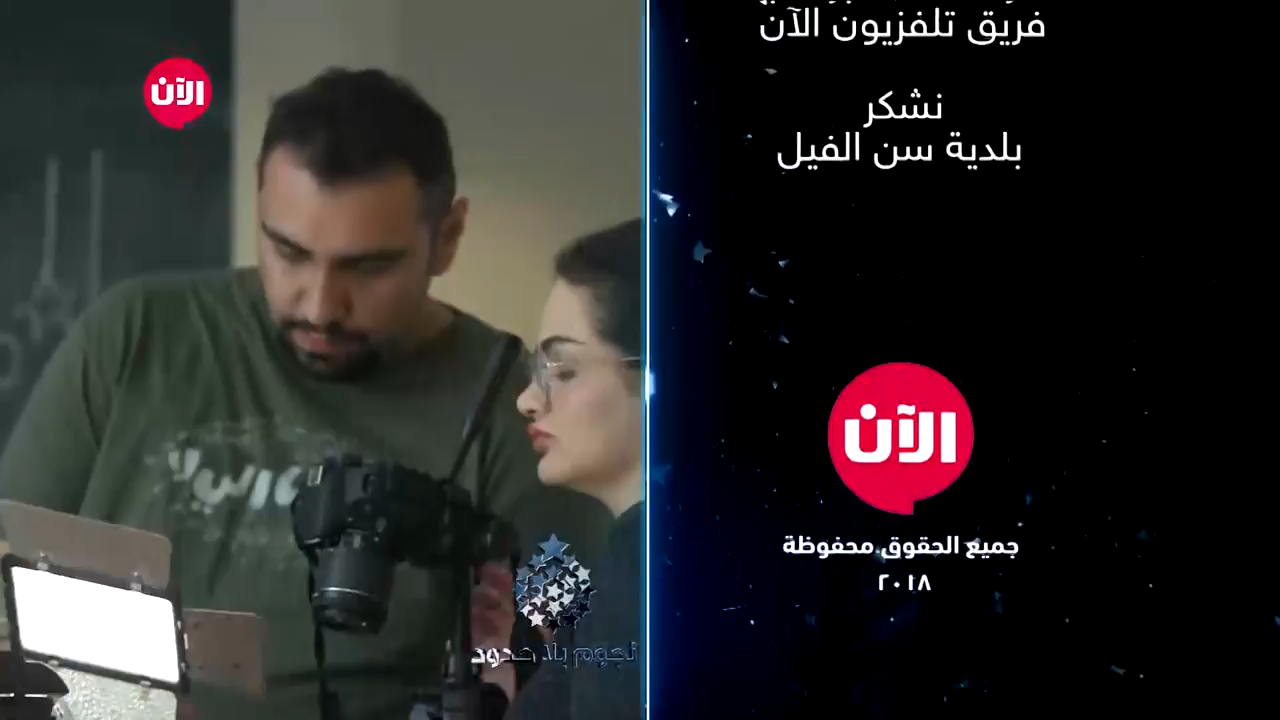 الآن
فريق تلفزيون الآن
نشكر
بلدية سن الفيل
الآن
جميع الحقوق محفوظة
٢٠١٨
نجوم بلا حدود